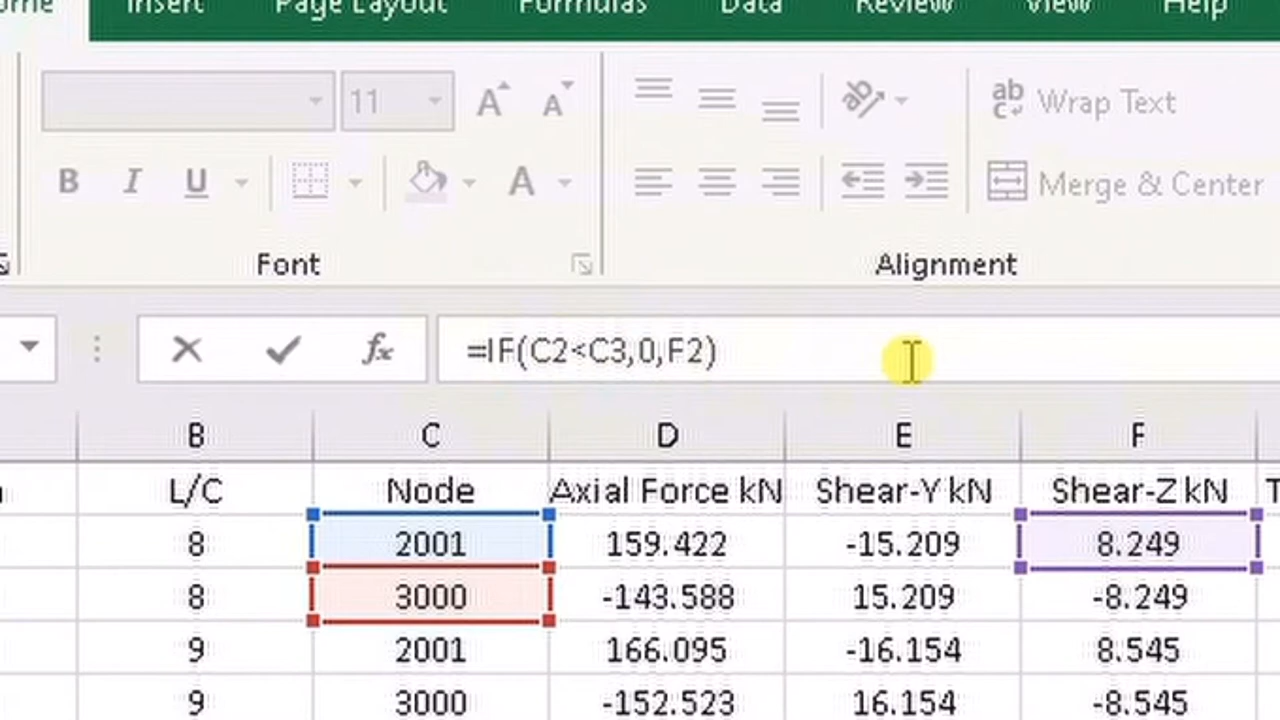 Insert Page Layout Formulas Data Review View Help
11 A A ab Wrap Text
B I U A Merge & Center
Font Alignment
fx =IF(C2<C3,0,F2)
B C D E F
L/C Node Axial Force kN Shear-Y kN Shear-Z kN
8 2001 159.422 -15.209 8.249
8 3000 -143.588 15.209 -8.249
9 2001 166.095 -16.154 8.545
9 3000 -152.523 16.154 -8.545